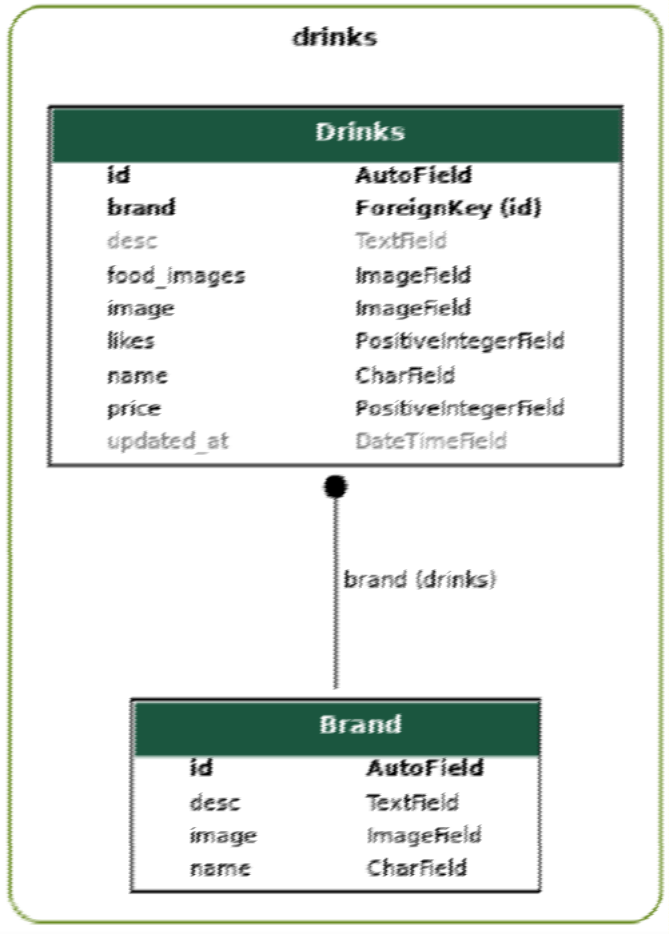 drinks
Drinks
id AutoField
brand ForeignKey (id)
desc TextField
food_images ImageField
image ImageField
likes PositiveIntegerField
name CharField
price PositiveIntegerField
updated_at DateTimeField
brand (drinks)
Brand
id AutoField
desc TextField
image ImageField
name CharField